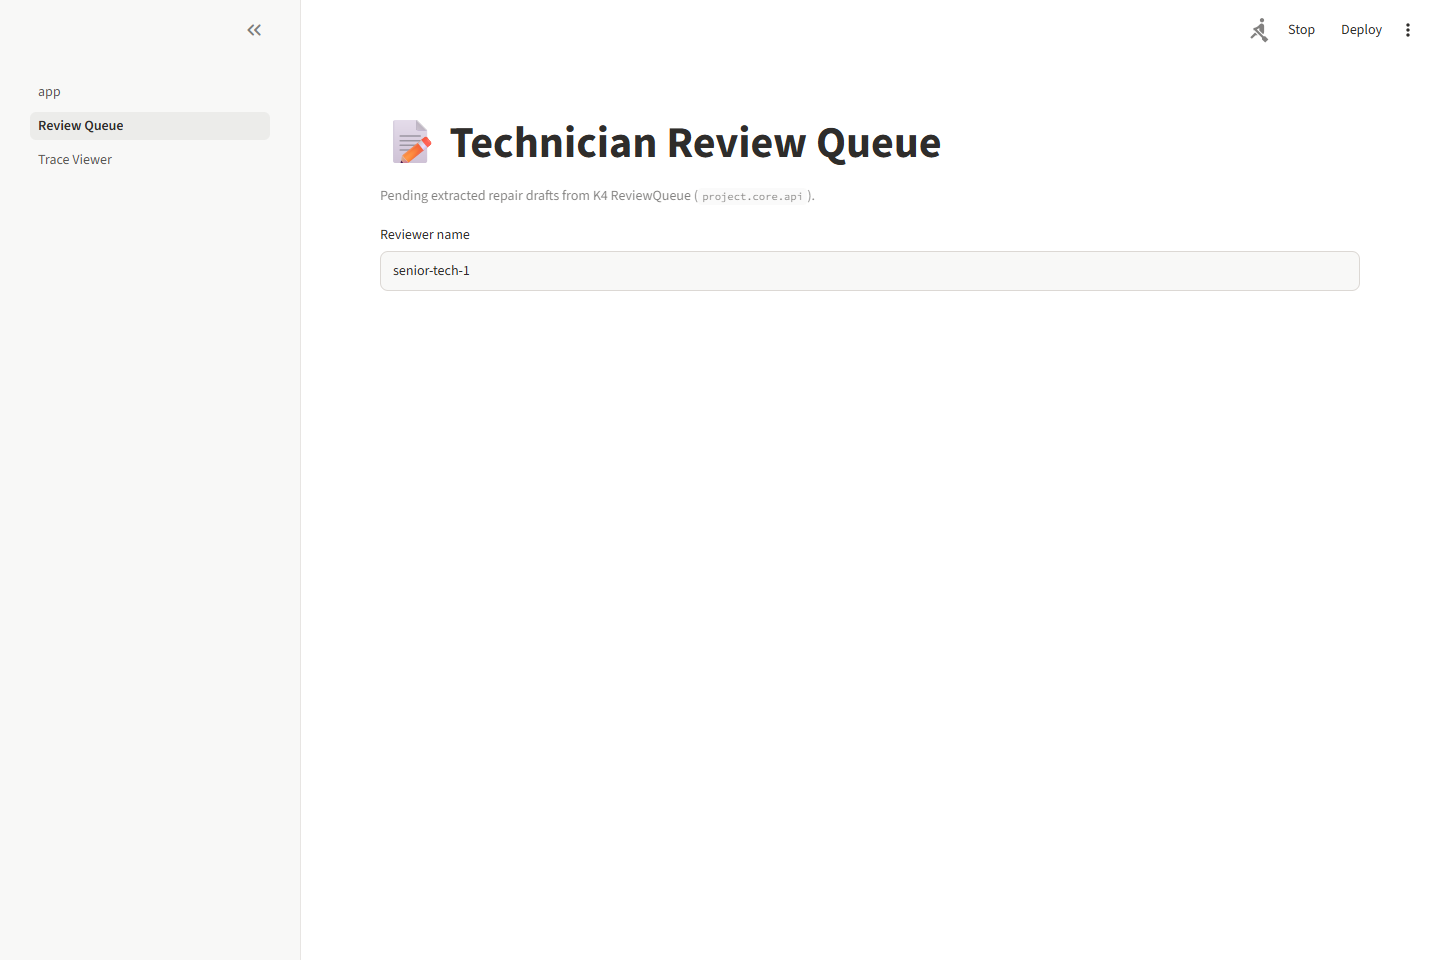 Stop
Deploy
app
Review Queue
Trace Viewer
Technician Review Queue
Pending extracted repair drafts from K4 ReviewQueue ( project.core.api ).
Reviewer name
senior-tech-1